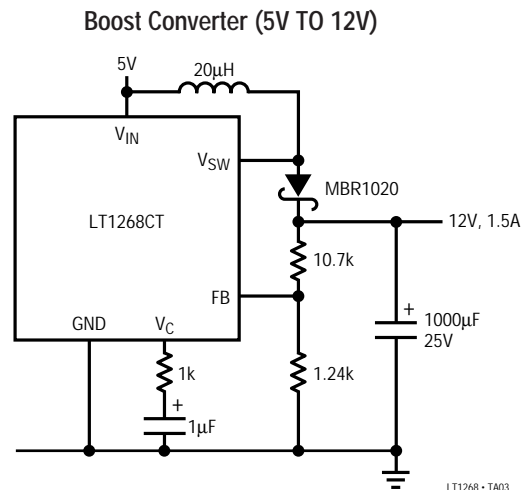 Boost Converter (5V TO 12V)
5V
20µH
VIN
VSW
MBR1020
LT1268CT
12V, 1.5A
10.7k
FB
+
1000µF
25V
GND
VC
1k
1.24k
+
1µF
LT1268 • TA03